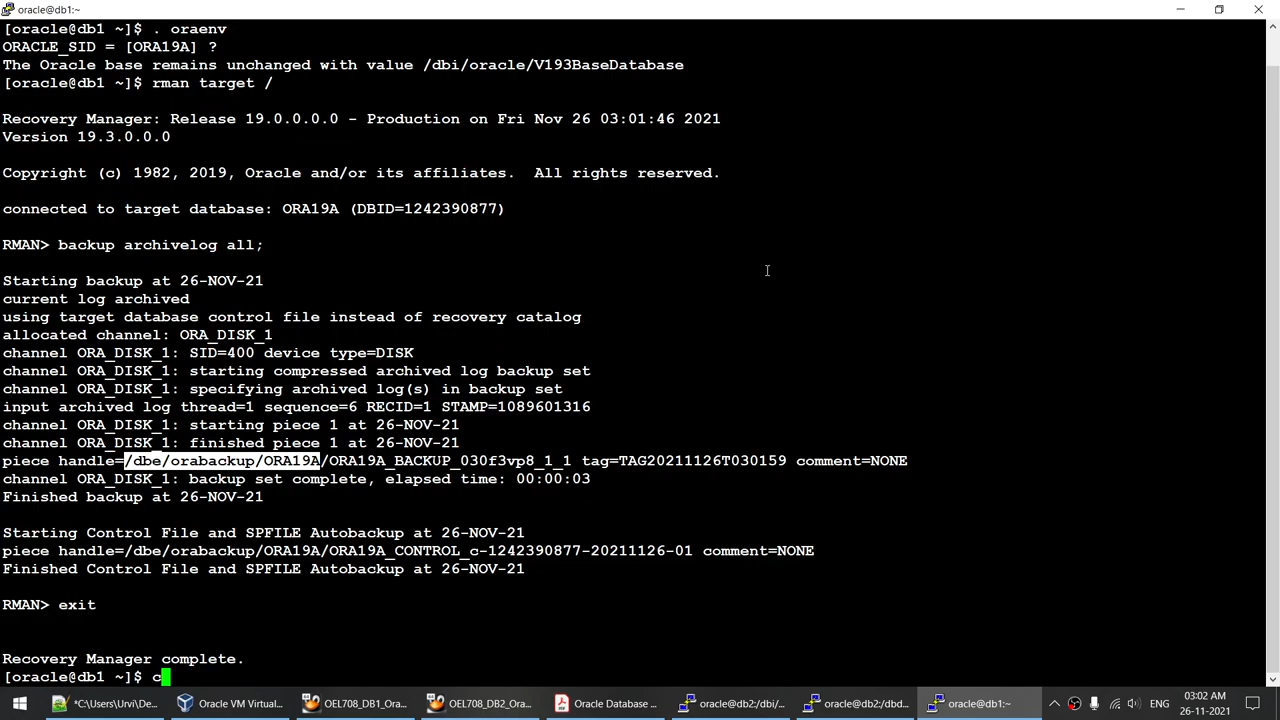 oracle@db1:~
[oracle@db1 ~]$ . oraenv
ORACLE_SID = [ORA19A] ?
The Oracle base remains unchanged with value /dbi/oracle/V193BaseDatabase
[oracle@db1 ~]$ rman target /
Recovery Manager: Release 19.0.0.0.0 - Production on Fri Nov 26 03:01:46 2021
Version 19.3.0.0.0
Copyright (c) 1982, 2019, Oracle and/or its affiliates.  All rights reserved.
connected to target database: ORA19A (DBID=1242390877)
RMAN> backup archivelog all;
Starting backup at 26-NOV-21
current log archived
using target database control file instead of recovery catalog
allocated channel: ORA_DISK_1
channel ORA_DISK_1: SID=400 device type=DISK
channel ORA_DISK_1: starting compressed archived log backup set
channel ORA_DISK_1: specifying archived log(s) in backup set
input archived log thread=1 sequence=6 RECID=1 STAMP=1089601316
channel ORA_DISK_1: starting piece 1 at 26-NOV-21
channel ORA_DISK_1: finished piece 1 at 26-NOV-21
piece handle=/dbe/orabackup/ORA19A/ORA19A_BACKUP_030f3vp8_1_1 tag=TAG20211126T030159 comment=NONE
channel ORA_DISK_1: backup set complete, elapsed time: 00:00:03
Finished backup at 26-NOV-21
Starting Control File and SPFILE Autobackup at 26-NOV-21
piece handle=/dbe/orabackup/ORA19A/ORA19A_CONTROL_c-1242390877-20211126-01 comment=NONE
Finished Control File and SPFILE Autobackup at 26-NOV-21
RMAN> exit
Recovery Manager complete.
[oracle@db1 ~]$ c
*C:\Users\Urvi\De... Oracle VM Virtual... OEL708_DB1_Ora... OEL708_DB2_Ora... Oracle Database ... oracle@db2:/dbi/... oracle@db2:/dbd... oracle@db1:~ ENG 03:02 AM
26-11-2021